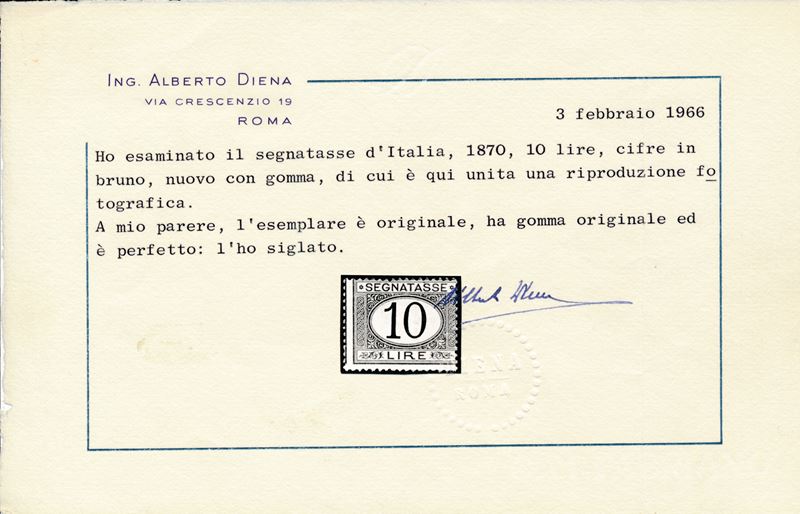 ING. ALBERTO DIENA
VIA CRESCENZIO 19
ROMA
3 febbraio 1966
Ho esaminato il segnatasse d'Italia, 1870, 10 lire, cifre in
bruno, nuovo con gomma, di cui è qui unita una riproduzione fo
tografica.
A mio parere, l'esemplare è originale, ha gomma originale ed
è perfetto: l'ho siglato.
SEGNATASSE
10
LIRE
Alberto Diena